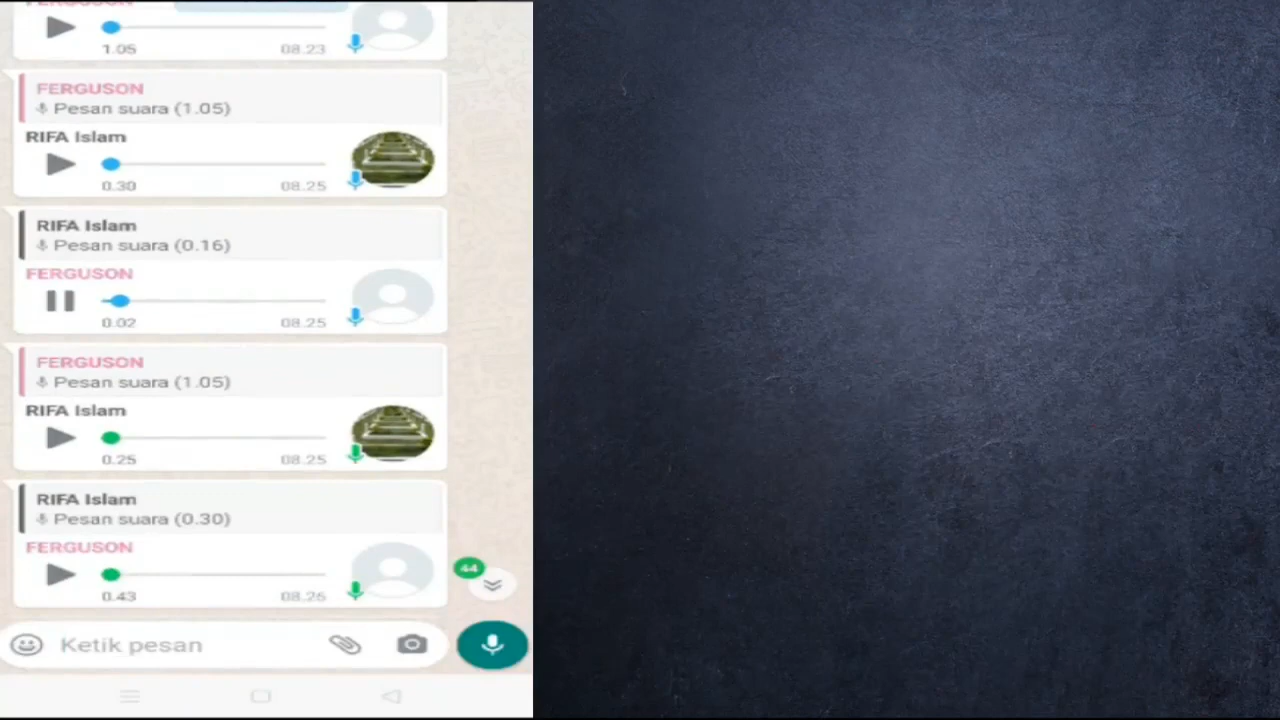 FERGUSON
1.05 08.23
FERGUSON
Pesan suara (1.05)
RIFA Islam
0.30 08.25
RIFA Islam
Pesan suara (0.16)
FERGUSON
0.02 08.25
FERGUSON
Pesan suara (1.05)
RIFA Islam
0.25 08.25
RIFA Islam
Pesan suara (0.30)
FERGUSON
44
0.43 08.26
Ketik pesan